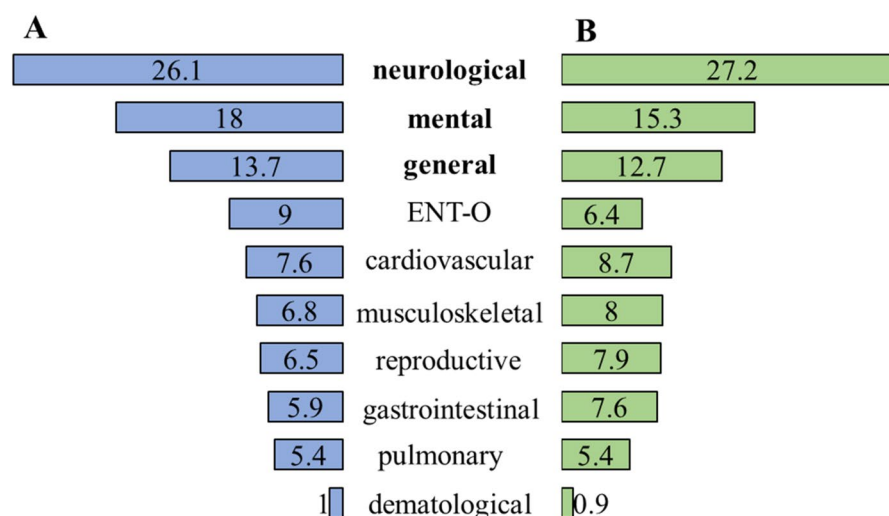 A B
26.1 neurological 27.2
18 mental 15.3
13.7 general 12.7
9 ENT-O 6.4
7.6 cardiovascular 8.7
6.8 musculoskeletal 8
6.5 reproductive 7.9
5.9 gastrointestinal 7.6
5.4 pulmonary 5.4
1 dematological 0.9